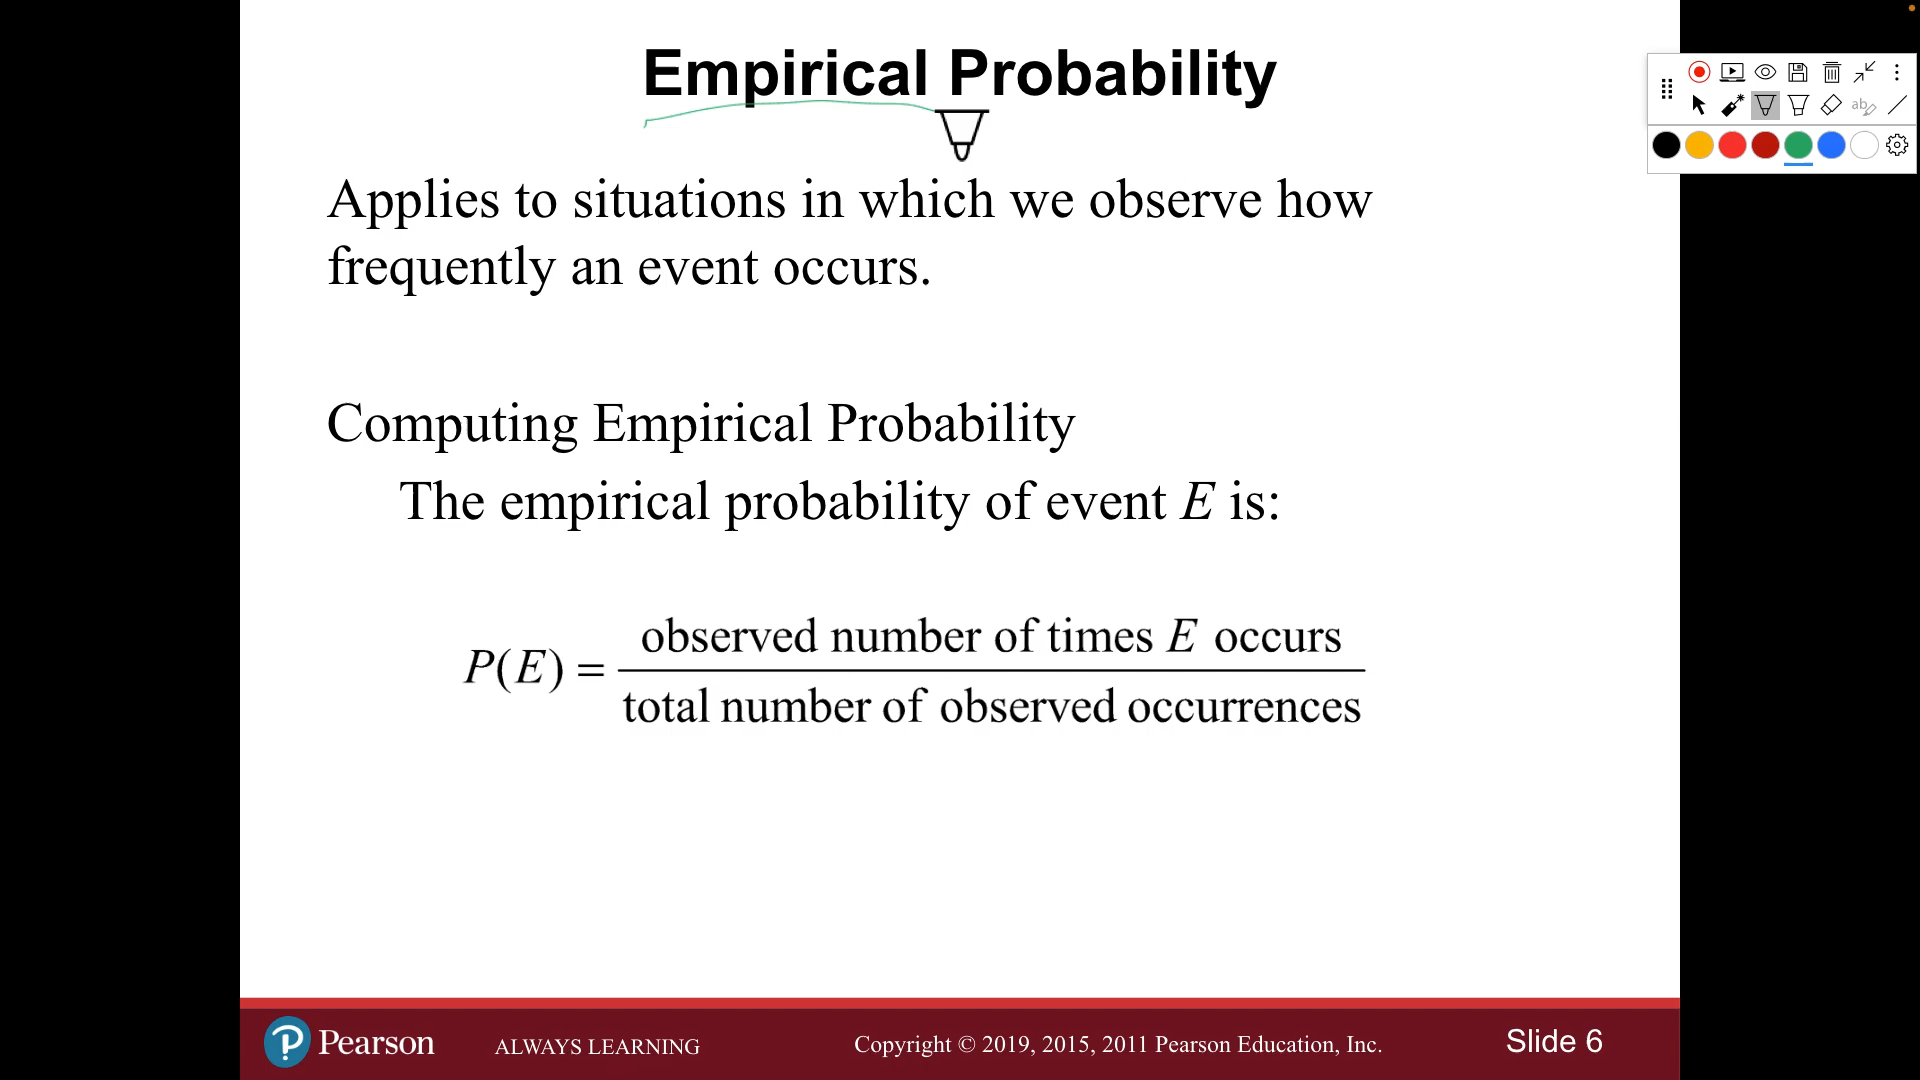 Empirical Probability
Applies to situations in which we observe how
frequently an event occurs.
Computing Empirical Probability
The empirical probability of event E is:
P(E) = observed number of times E occurs
total number of observed occurrences
Pearson
ALWAYS LEARNING
Copyright © 2019, 2015, 2011 Pearson Education, Inc.
Slide 6
ab